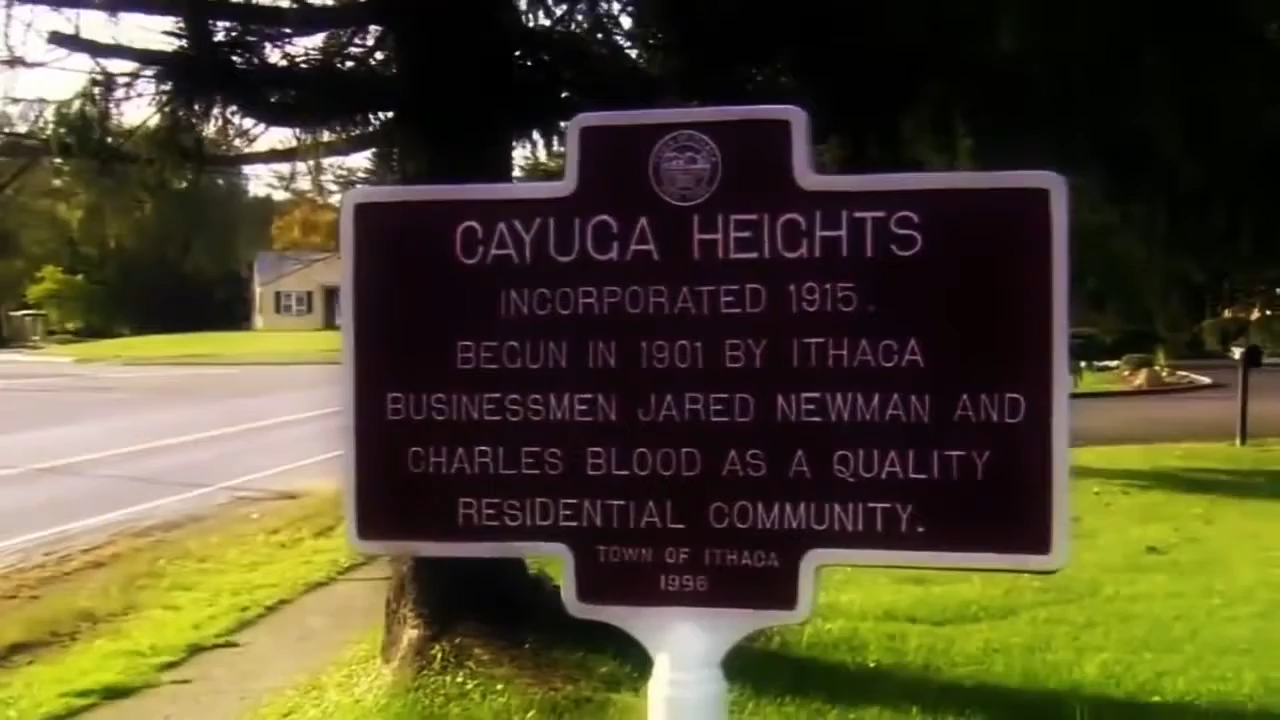 CAYUGA HEIGHTS
INCORPORATED 1915.
BEGUN IN 1901 BY ITHACA
BUSINESSMEN JARED NEWMAN AND
CHARLES BLOOD AS A QUALITY
RESIDENTIAL COMMUNITY.
TOWN OF ITHACA
1996